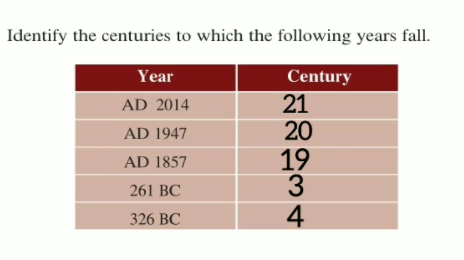 Identify the centuries to which the following years fall.
Year Century
AD 2014 21
AD 1947 20
AD 1857 19
261 BC 3
326 BC 4